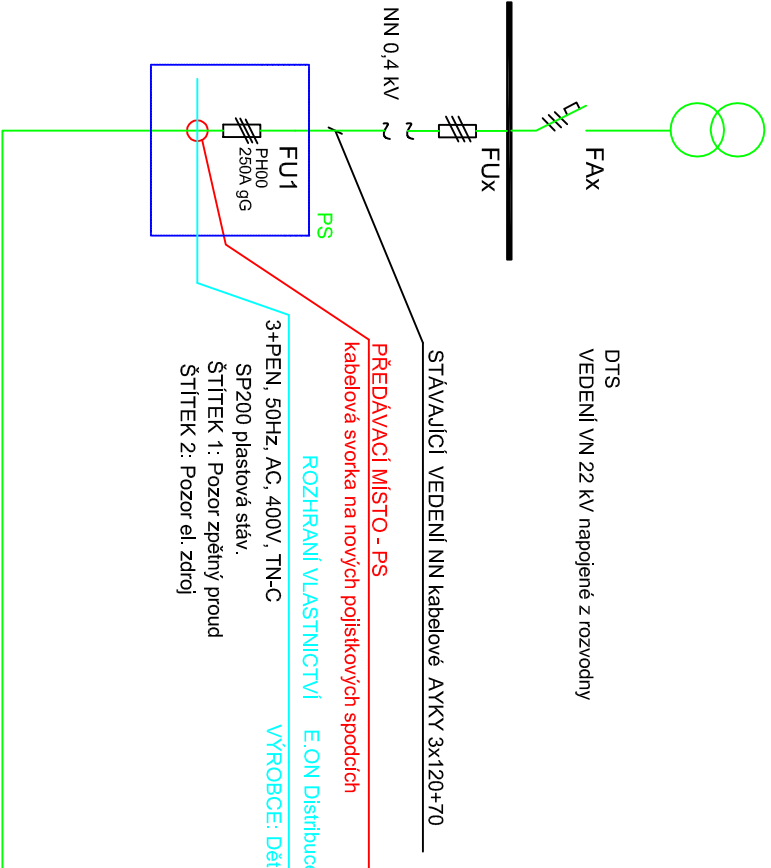 DTS
VEDENÍ VN 22 kV napojené z rozvodny
FAx
FUx
NN 0,4 kV
STÁVAJÍCÍ VEDENÍ NN kabelové AYKY 3x120+70
PŘEDÁVACÍ MÍSTO - PS
kabelová svorka na nových pojistkových spodcích
PS
FU1
PH00
250A gG
ROZHRANÍ VLASTNICTVÍ E.ON Distribuce
VÝROBCE: Dět
3+PEN, 50Hz, AC, 400V, TN-C
SP200 plastová stáv.
ŠTÍTEK 1: Pozor zpětný proud
ŠTÍTEK 2: Pozor el. zdroj